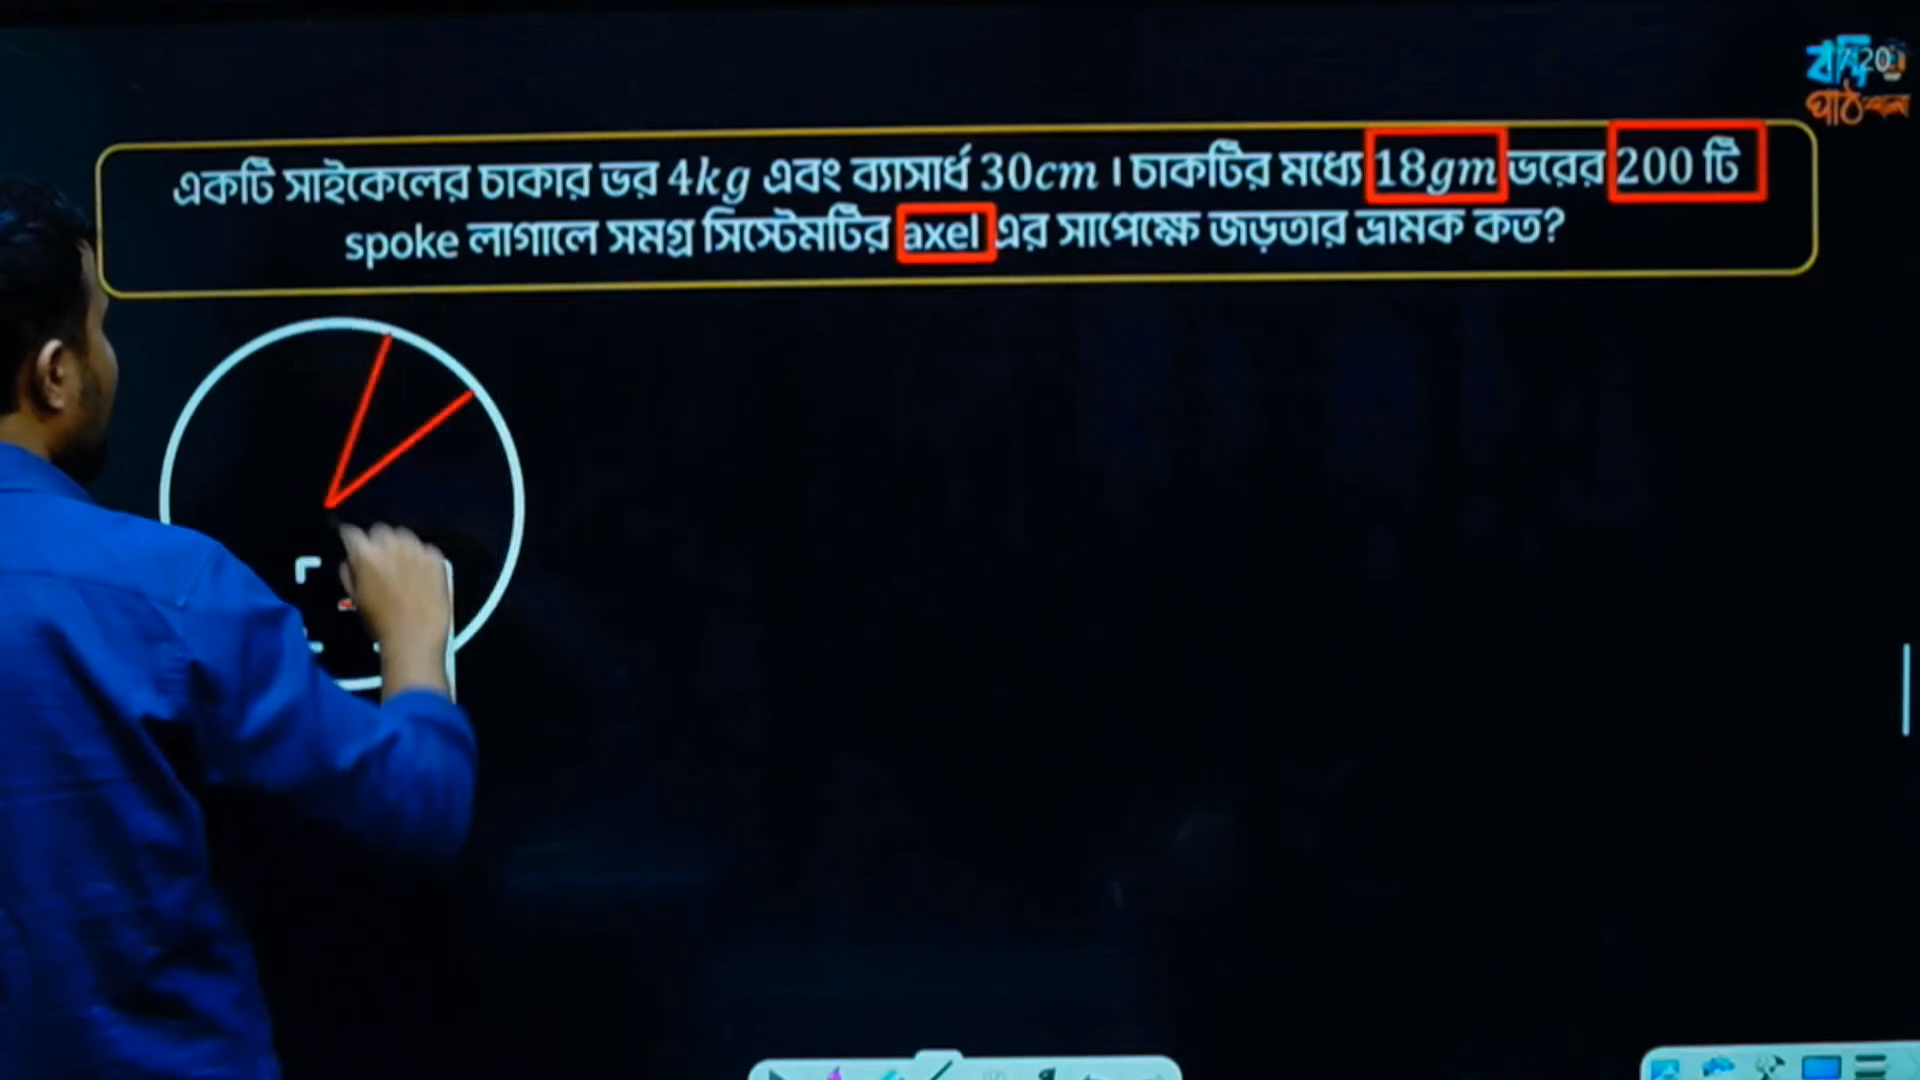 একটি সাইকেলের চাকার ভর 4kg এবং ব্যাসার্ধ 30cm । চাকটির মধ্যে 18gm ভরের 200 টি
spoke লাগালে সমগ্র সিস্টেমটির axel এর সাপেক্ষে জড়তার ভ্রামক কত?
পাঠশালা